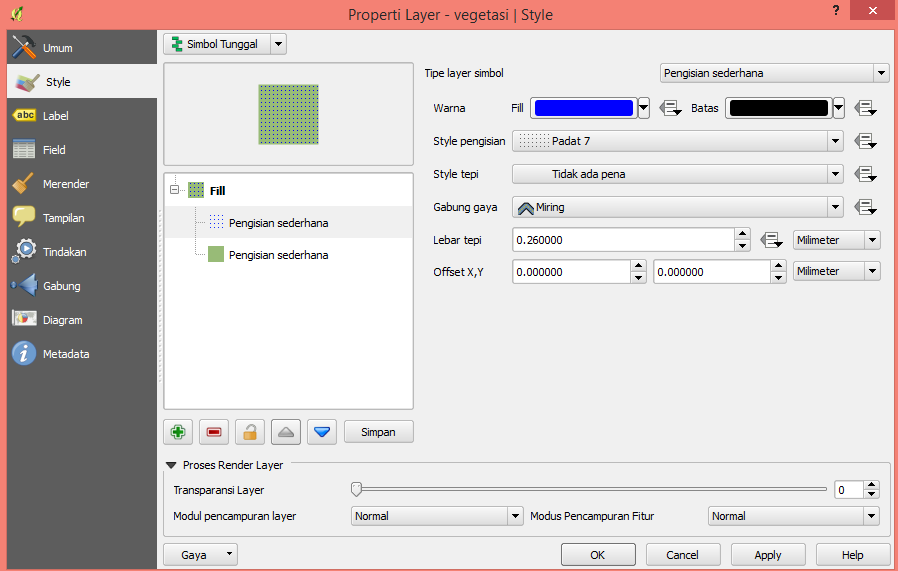 Properti Layer - vegetasi | Style
?
Umum
Style
abc Label
Field
Merender
Tampilan
Tindakan
Gabung
Diagram
Metadata
Simbol Tunggal
Fill
Pengisian sederhana
Pengisian sederhana
Simpan
Tipe layer simbol Pengisian sederhana
Warna Fill Batas
Style pengisian Padat 7
Style tepi Tidak ada pena
Gabung gaya Miring
Lebar tepi 0.260000 Milimeter
Offset X,Y 0.000000 0.000000 Milimeter
Proses Render Layer
Transparansi Layer 0
Modul pencampuran layer Normal Modus Pencampuran Fitur Normal
Gaya OK Cancel Apply Help